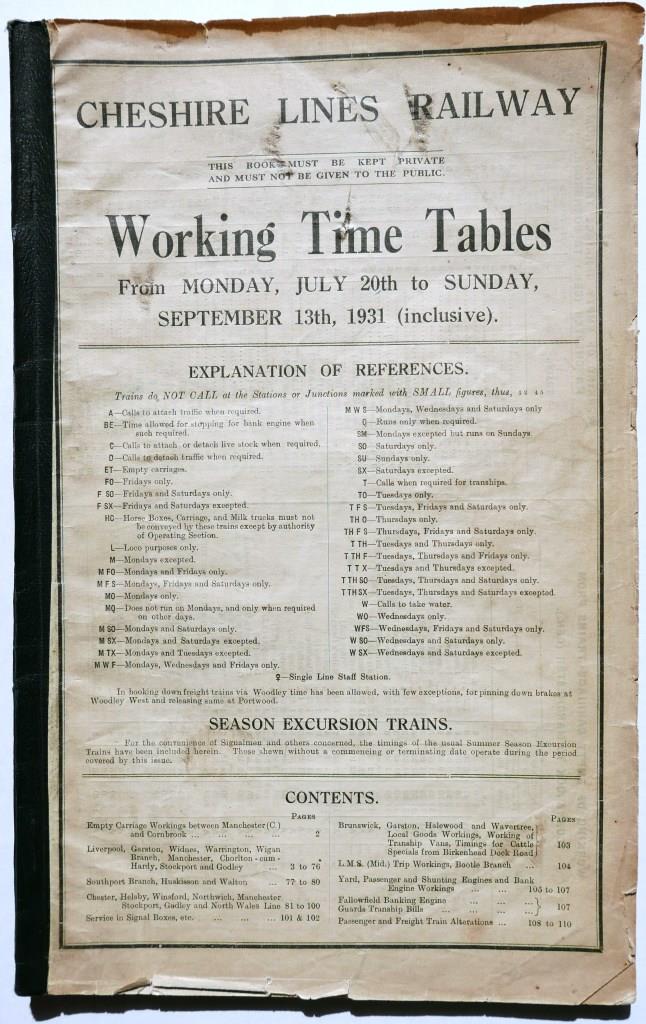 CHESHIRE LINES RAILWAY
THIS BOOK MUST BE KEPT PRIVATE
AND MUST NOT BE GIVEN TO THE PUBLIC.
Working Time Tables
From MONDAY, JULY 20th to SUNDAY,
SEPTEMBER 13th, 1931 (inclusive).
EXPLANATION OF REFERENCES.
Trains do NOT CALL at the Stations or Junctions marked with SMALL figures, thus,
A—Calls to attach traffic when required.
BE—Time allowed for stopping for bank engine when
such required.
C—Calls to attach or detach live stock when required.
D—Calls to detach traffic when required.
ET—Empty carriages.
FO—Fridays only.
F SO—Fridays and Saturdays only.
F SX—Fridays and Saturdays excepted.
HC—Horse Boxes, Carriage, and Milk trucks must not
be conveyed by these trains except by authority
of Operating Section.
L—Loco purposes only.
M—Mondays excepted.
M FO—Mondays and Fridays only.
M F S—Mondays, Fridays and Saturdays only.
MO—Mondays only.
MQ—Does not run on Mondays, and only when required
on other days.
M SO—Mondays and Saturdays only.
M SX—Mondays and Saturdays excepted.
M TX—Mondays and Tuesdays excepted.
M W F—Mondays, Wednesdays and Fridays only.
M W S—Mondays, Wednesdays and Saturdays only
Q—Runs only when required.
SM—Mondays excepted but runs on Sundays.
SO—Saturdays only.
SU—Sundays only.
SX—Saturdays excepted.
T—Calls when required for tranships.
TO—Tuesdays only.
T F S—Tuesdays, Fridays and Saturdays only.
TH O—Thursdays only.
TH F S—Thursdays, Fridays and Saturdays only.
T TH—Tuesdays and Thursdays only.
T TH F—Tuesdays, Thursdays and Fridays only.
T T X—Tuesdays and Thursdays excepted.
T THSO—Tuesdays, Thursdays and Saturdays only.
T THSX—Tuesdays, Thursdays and Saturdays excepted
W—Calls to take water.
WO—Wednesdays only.
WFS—Wednesdays, Fridays and Saturdays only.
W SO—Wednesdays and Saturdays only.
W SX—Wednesdays and Saturdays excepted.
—Single Line Staff Station.
In booking down freight trains via Woodley time has been allowed, with few exceptions, for pinning down brakes at
Woodley West and releasing same at Portwood.
SEASON EXCURSION TRAINS.
For the convenience of Signalmen and others concerned, the timings of the usual Summer Season Excursion
Trains have been included herein. Those shewn without a commencing or terminating date operate during the period
covered by this issue.
CONTENTS.
PAGES
Empty Carriage Workings between Manchester (C.)
and Cornbrook ... ... ... ... 2
Liverpool, Garston, Widnes, Warrington, Wigan
Branch, Manchester, Chorlton-cum-
Hardy, Stockport and Godley ... 3 to 76
Southport Branch, Huskisson and Walton ... 77 to 80
Chester, Helsby, Winsford, Northwich, Manchester
Stockport, Godley and North Wales Line 81 to 100
Service in Signal Boxes, etc. ... ... ... 101 & 102
PAGES
Brunswick, Garston, Halewood and Wavertree,
Local Goods Workings, Working of
Tranship Vans, Timings for Cattle
Specials from Birkenhead Dock Road 103
L.M.S. (Mid.) Trip Workings, Bootle Branch ... 104
Yard, Passenger and Shunting Engines and Bank
Engine Workings ... ... ... 105 to 107
Fallowfield Banking Engine ... ...
Guards Tranship Bills ... ... ... } 107
Passenger and Freight Train Alterations ... 108 to 110